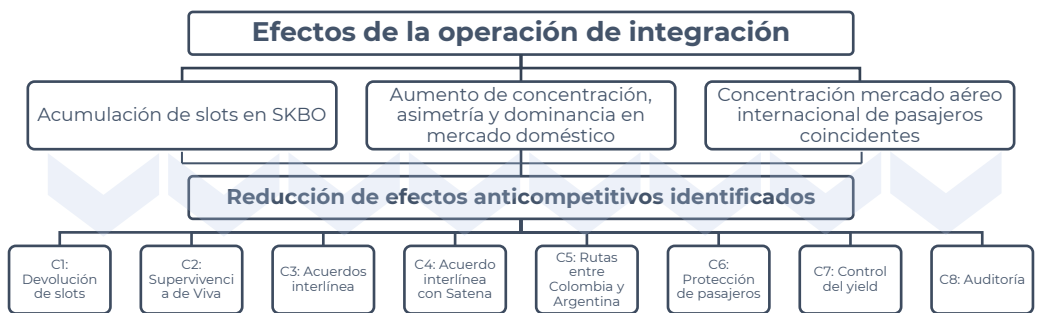 Efectos de la operación de integración
Acumulación de slots en SKBO
Aumento de concentración,
asimetría y dominancia en
mercado doméstico
Concentración mercado aéreo
internacional de pasajeros
coincidentes
Reducción de efectos anticompetitivos identificados
C1:
Devolución
de slots
C2:
Supervivenci
a de Viva
C3: Acuerdos
interlínea
C4: Acuerdo
interlínea
con Satena
C5: Rutas
entre
Colombia y
Argentina
C6:
Protección
de pasajeros
C7: Control
del yield
C8: Auditoría